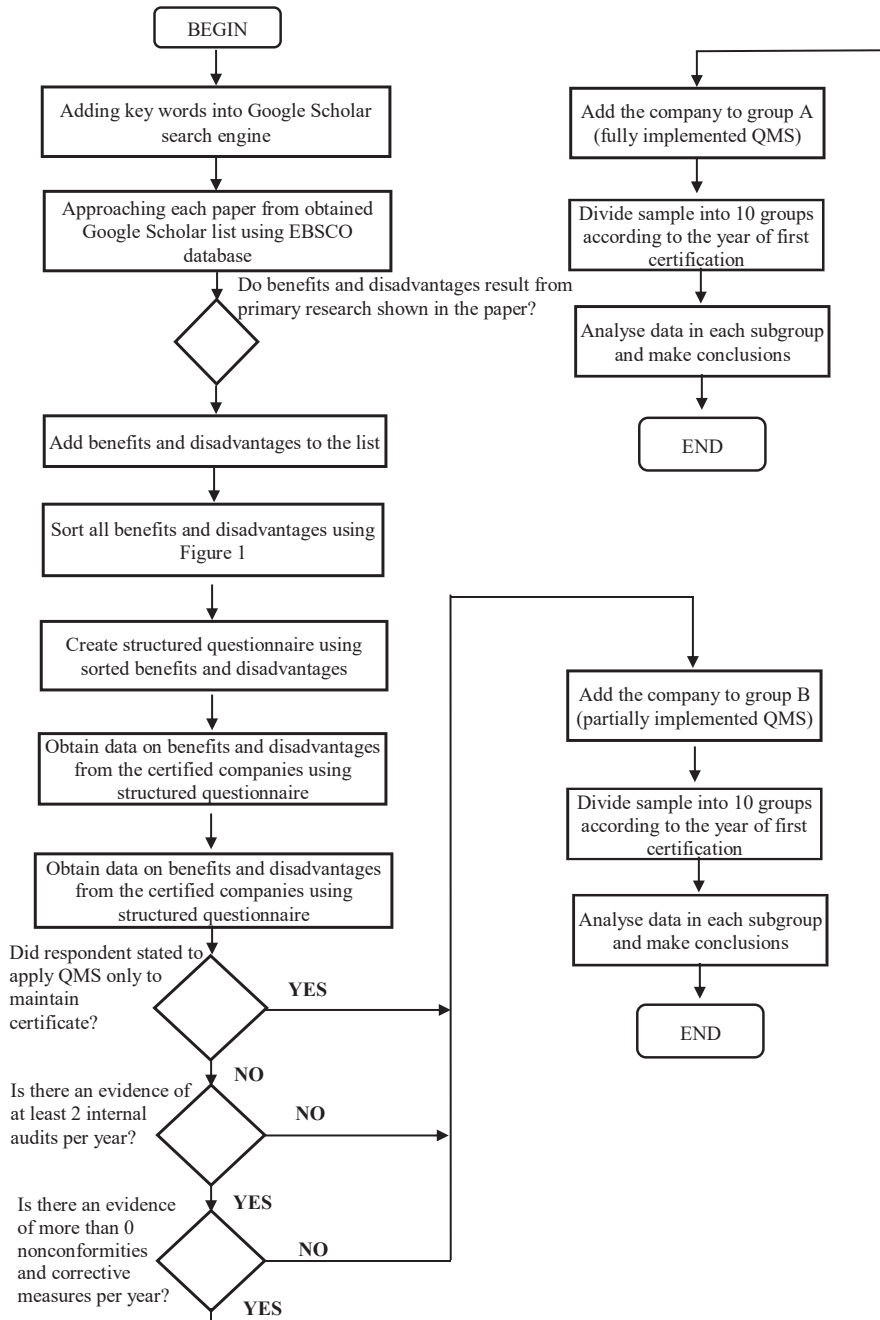 BEGIN
Adding key words into Google Scholar
search engine
Approaching each paper from obtained
Google Scholar list using EBSCO
database
Do benefits and disadvantages result from
primary research shown in the paper?
Add benefits and disadvantages to the list
Sort all benefits and disadvantages using
Figure 1
Create structured questionnaire using
sorted benefits and disadvantages
Obtain data on benefits and disadvantages
from the certified companies using
structured questionnaire
Obtain data on benefits and disadvantages
from the certified companies using
structured questionnaire
Did respondent stated to
apply QMS only to
maintain
certificate?
YES
NO
Is there an evidence of
at least 2 internal
audits per year?
NO
YES
Is there an evidence
of more than 0
nonconformities
and corrective
measures per year?
NO
YES
Add the company to group A
(fully implemented QMS)
Divide sample into 10 groups
according to the year of first
certification
Analyse data in each subgroup
and make conclusions
END
Add the company to group B
(partially implemented QMS)
Divide sample into 10 groups
according to the year of first
certification
Analyse data in each subgroup
and make conclusions
END